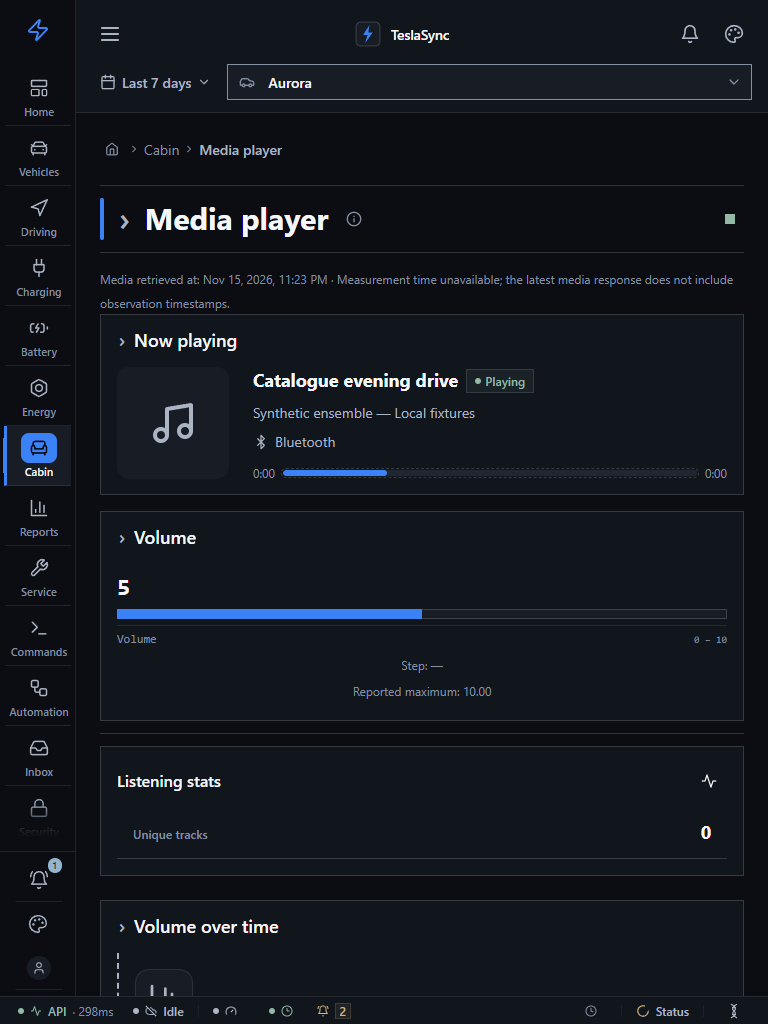 TeslaSync
Last 7 days
Aurora
Home
Vehicles
Driving
Charging
Battery
Energy
Cabin
Reports
Service
Commands
Automation
Inbox
Security
1
Cabin
Media player
Media player
Media retrieved at: Nov 15, 2026, 11:23 PM · Measurement time unavailable; the latest media response does not include
observation timestamps.
Now playing
Catalogue evening drive
Playing
Synthetic ensemble — Local fixtures
Bluetooth
0:00
0:00
Volume
5
Volume
0 – 10
Step: —
Reported maximum: 10.00
Listening stats
Unique tracks
0
Volume over time
API · 298ms
Idle
2
Status